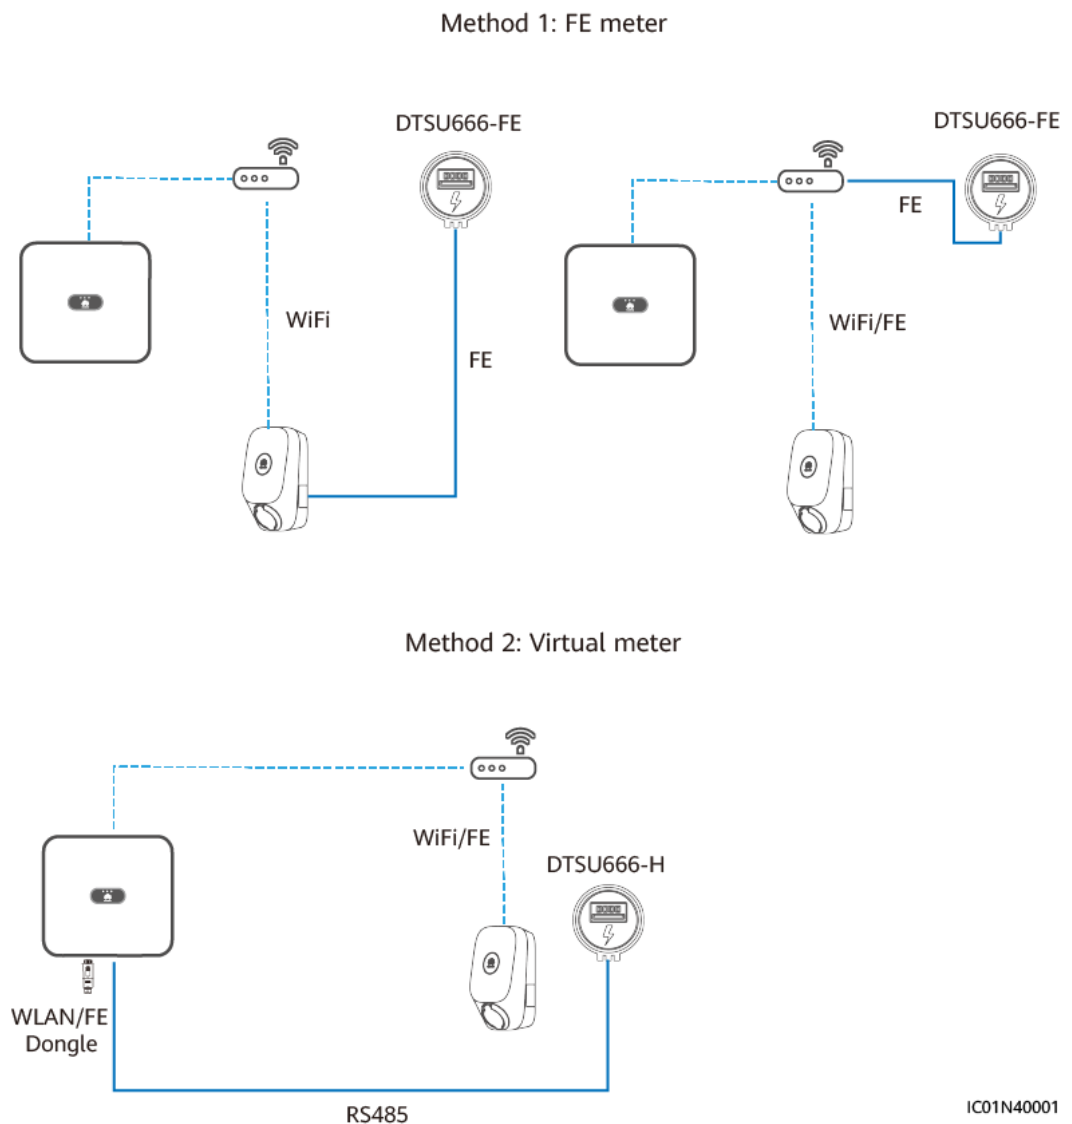 Method 1: FE meter
DTSU666-FE
WiFi
FE
DTSU666-FE
FE
WiFi/FE
Method 2: Virtual meter
WiFi/FE
DTSU666-H
WLAN/FE
Dongle
RS485
IC01N40001